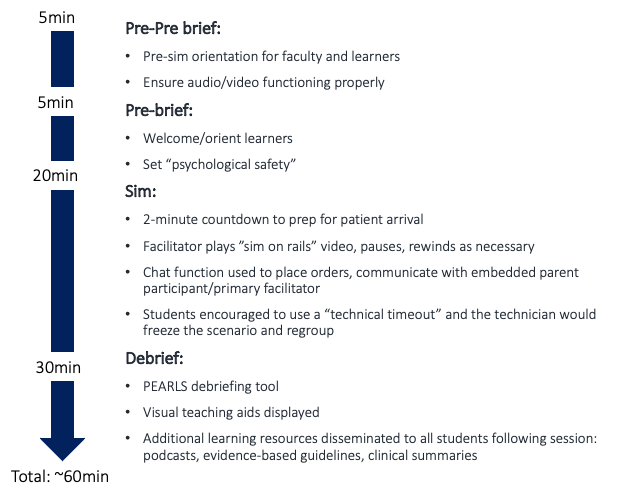 5min
Pre-Pre brief:
• Pre-sim orientation for faculty and learners
• Ensure audio/video functioning properly
5min
Pre-brief:
• Welcome/orient learners
• Set “psychological safety”
20min
Sim:
• 2-minute countdown to prep for patient arrival
• Facilitator plays ”sim on rails” video, pauses, rewinds as necessary
• Chat function used to place orders, communicate with embedded parent
participant/primary facilitator
• Students encouraged to use a “technical timeout” and the technician would
freeze the scenario and regroup
30min
Debrief:
• PEARLS debriefing tool
• Visual teaching aids displayed
• Additional learning resources disseminated to all students following session:
podcasts, evidence-based guidelines, clinical summaries
Total: ~60min